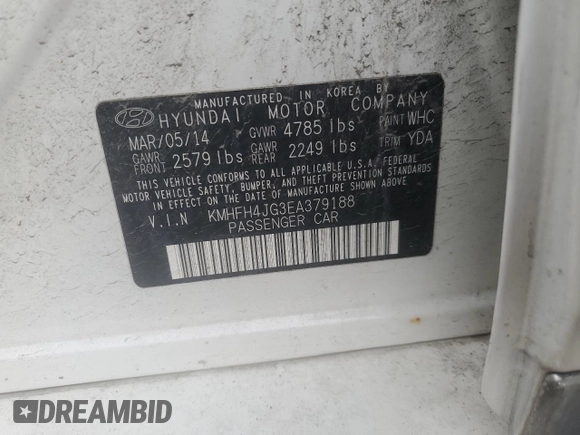 MANUFACTURED IN KOREA BY
HYUNDAI MOTOR COMPANY
MAR/05/14 GVWR 4785 lbs PAINT WHC
GAWR FRONT 2579 lbs GAWR REAR 2249 lbs TRIM YDA
THIS VEHICLE CONFORMS TO ALL APPLICABLE U.S.A. FEDERAL
MOTOR VEHICLE SAFETY, BUMPER, AND THEFT PREVENTION STANDARDS
IN EFFECT ON THE DATE OF MANUFACTURE SHOWN ABOVE.
V.I.N KMHFH4JG3EA379188
PASSENGER CAR
DREAMBID